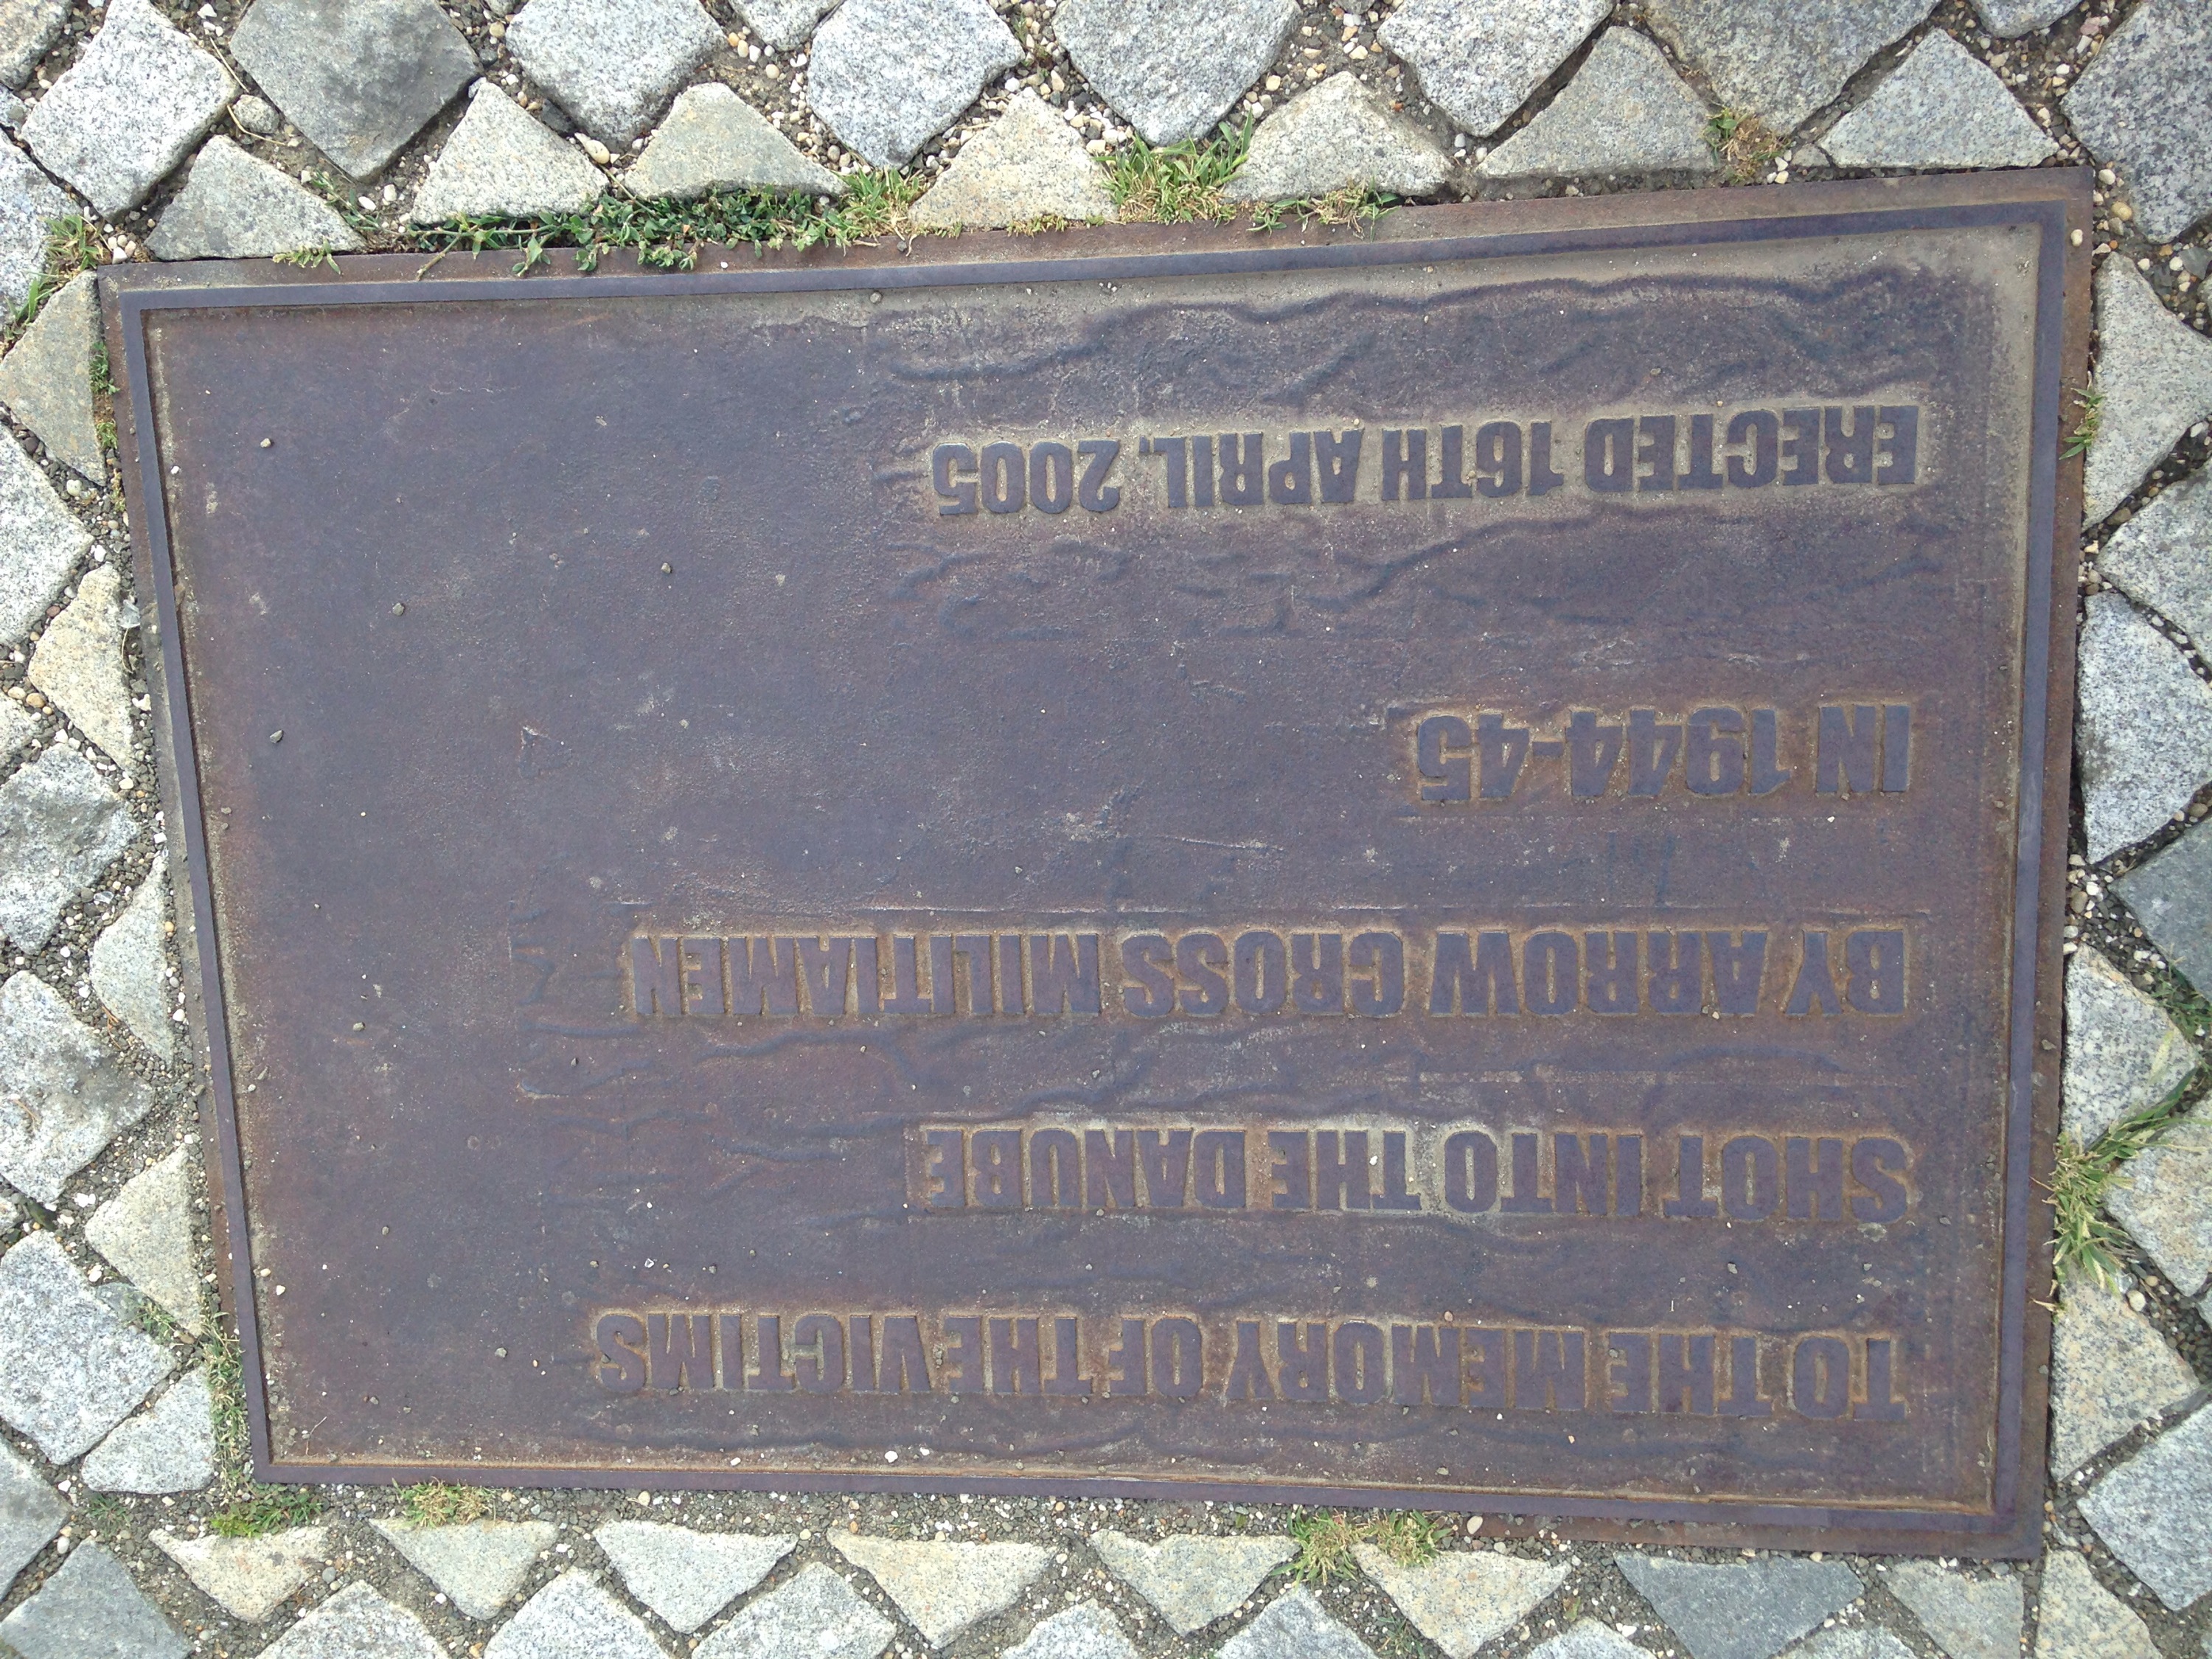 TO THE MEMORY OF THE VICTIMS
SHOT INTO THE DANUBE
BY ARROW CROSS MILITIAMEN
IN 1944-45
ERECTED 16TH APRIL, 2005